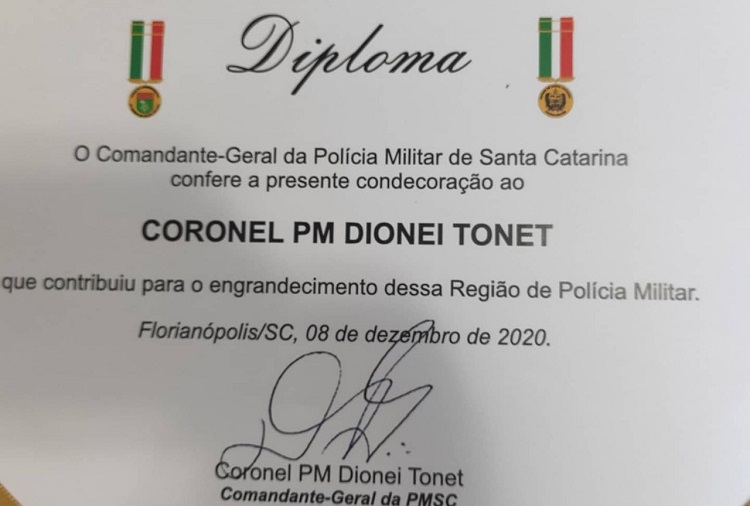 Diploma
O Comandante-Geral da Polícia Militar de Santa Catarina
confere a presente condecoração ao
CORONEL PM DIONEI TONET
que contribuiu para o engrandecimento dessa Região de Polícia Militar.
Florianópolis/SC, 08 de dezembro de 2020.
Coronel PM Dionei Tonet
Comandante-Geral da PMSC